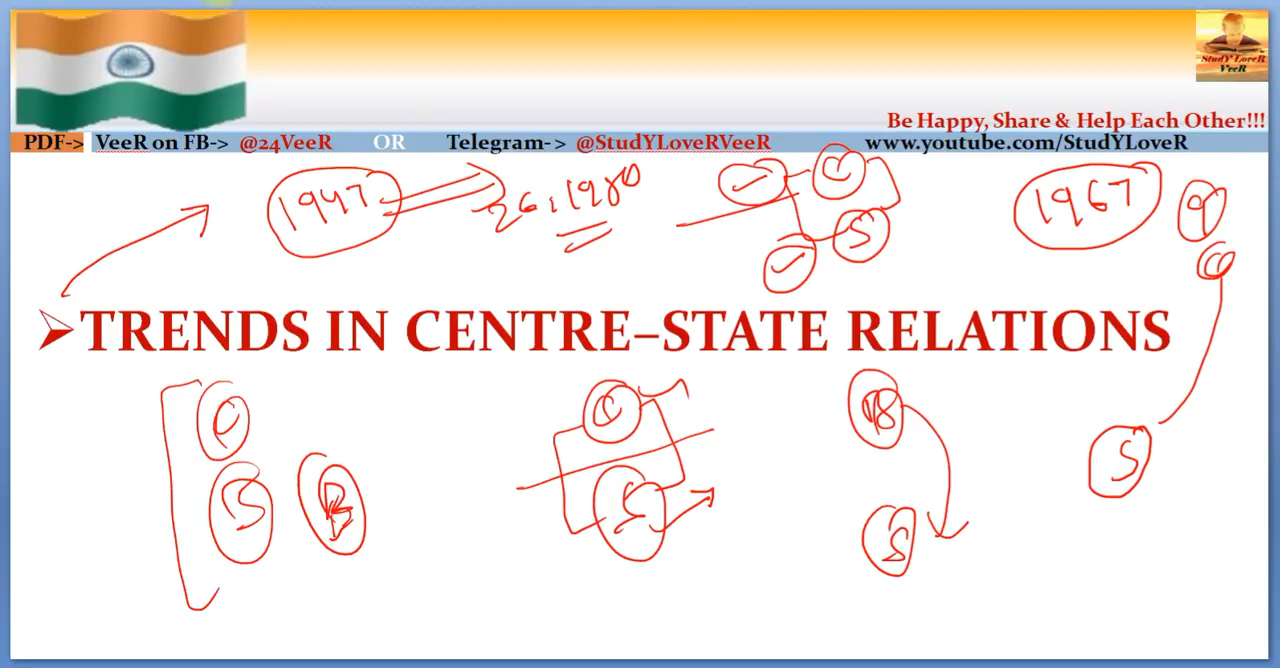 StudY LoveR
VeeR
Be Happy, Share & Help Each Other!!!
PDF-> VeeR on FB-> @24VeeR OR Telegram-> @StudYLoveRVeeR www.youtube.com/StudYLoveR
1947 1967 9
C
S
C
➢TRENDS IN CENTRE–STATE RELATIONS
C C
S
S S
S